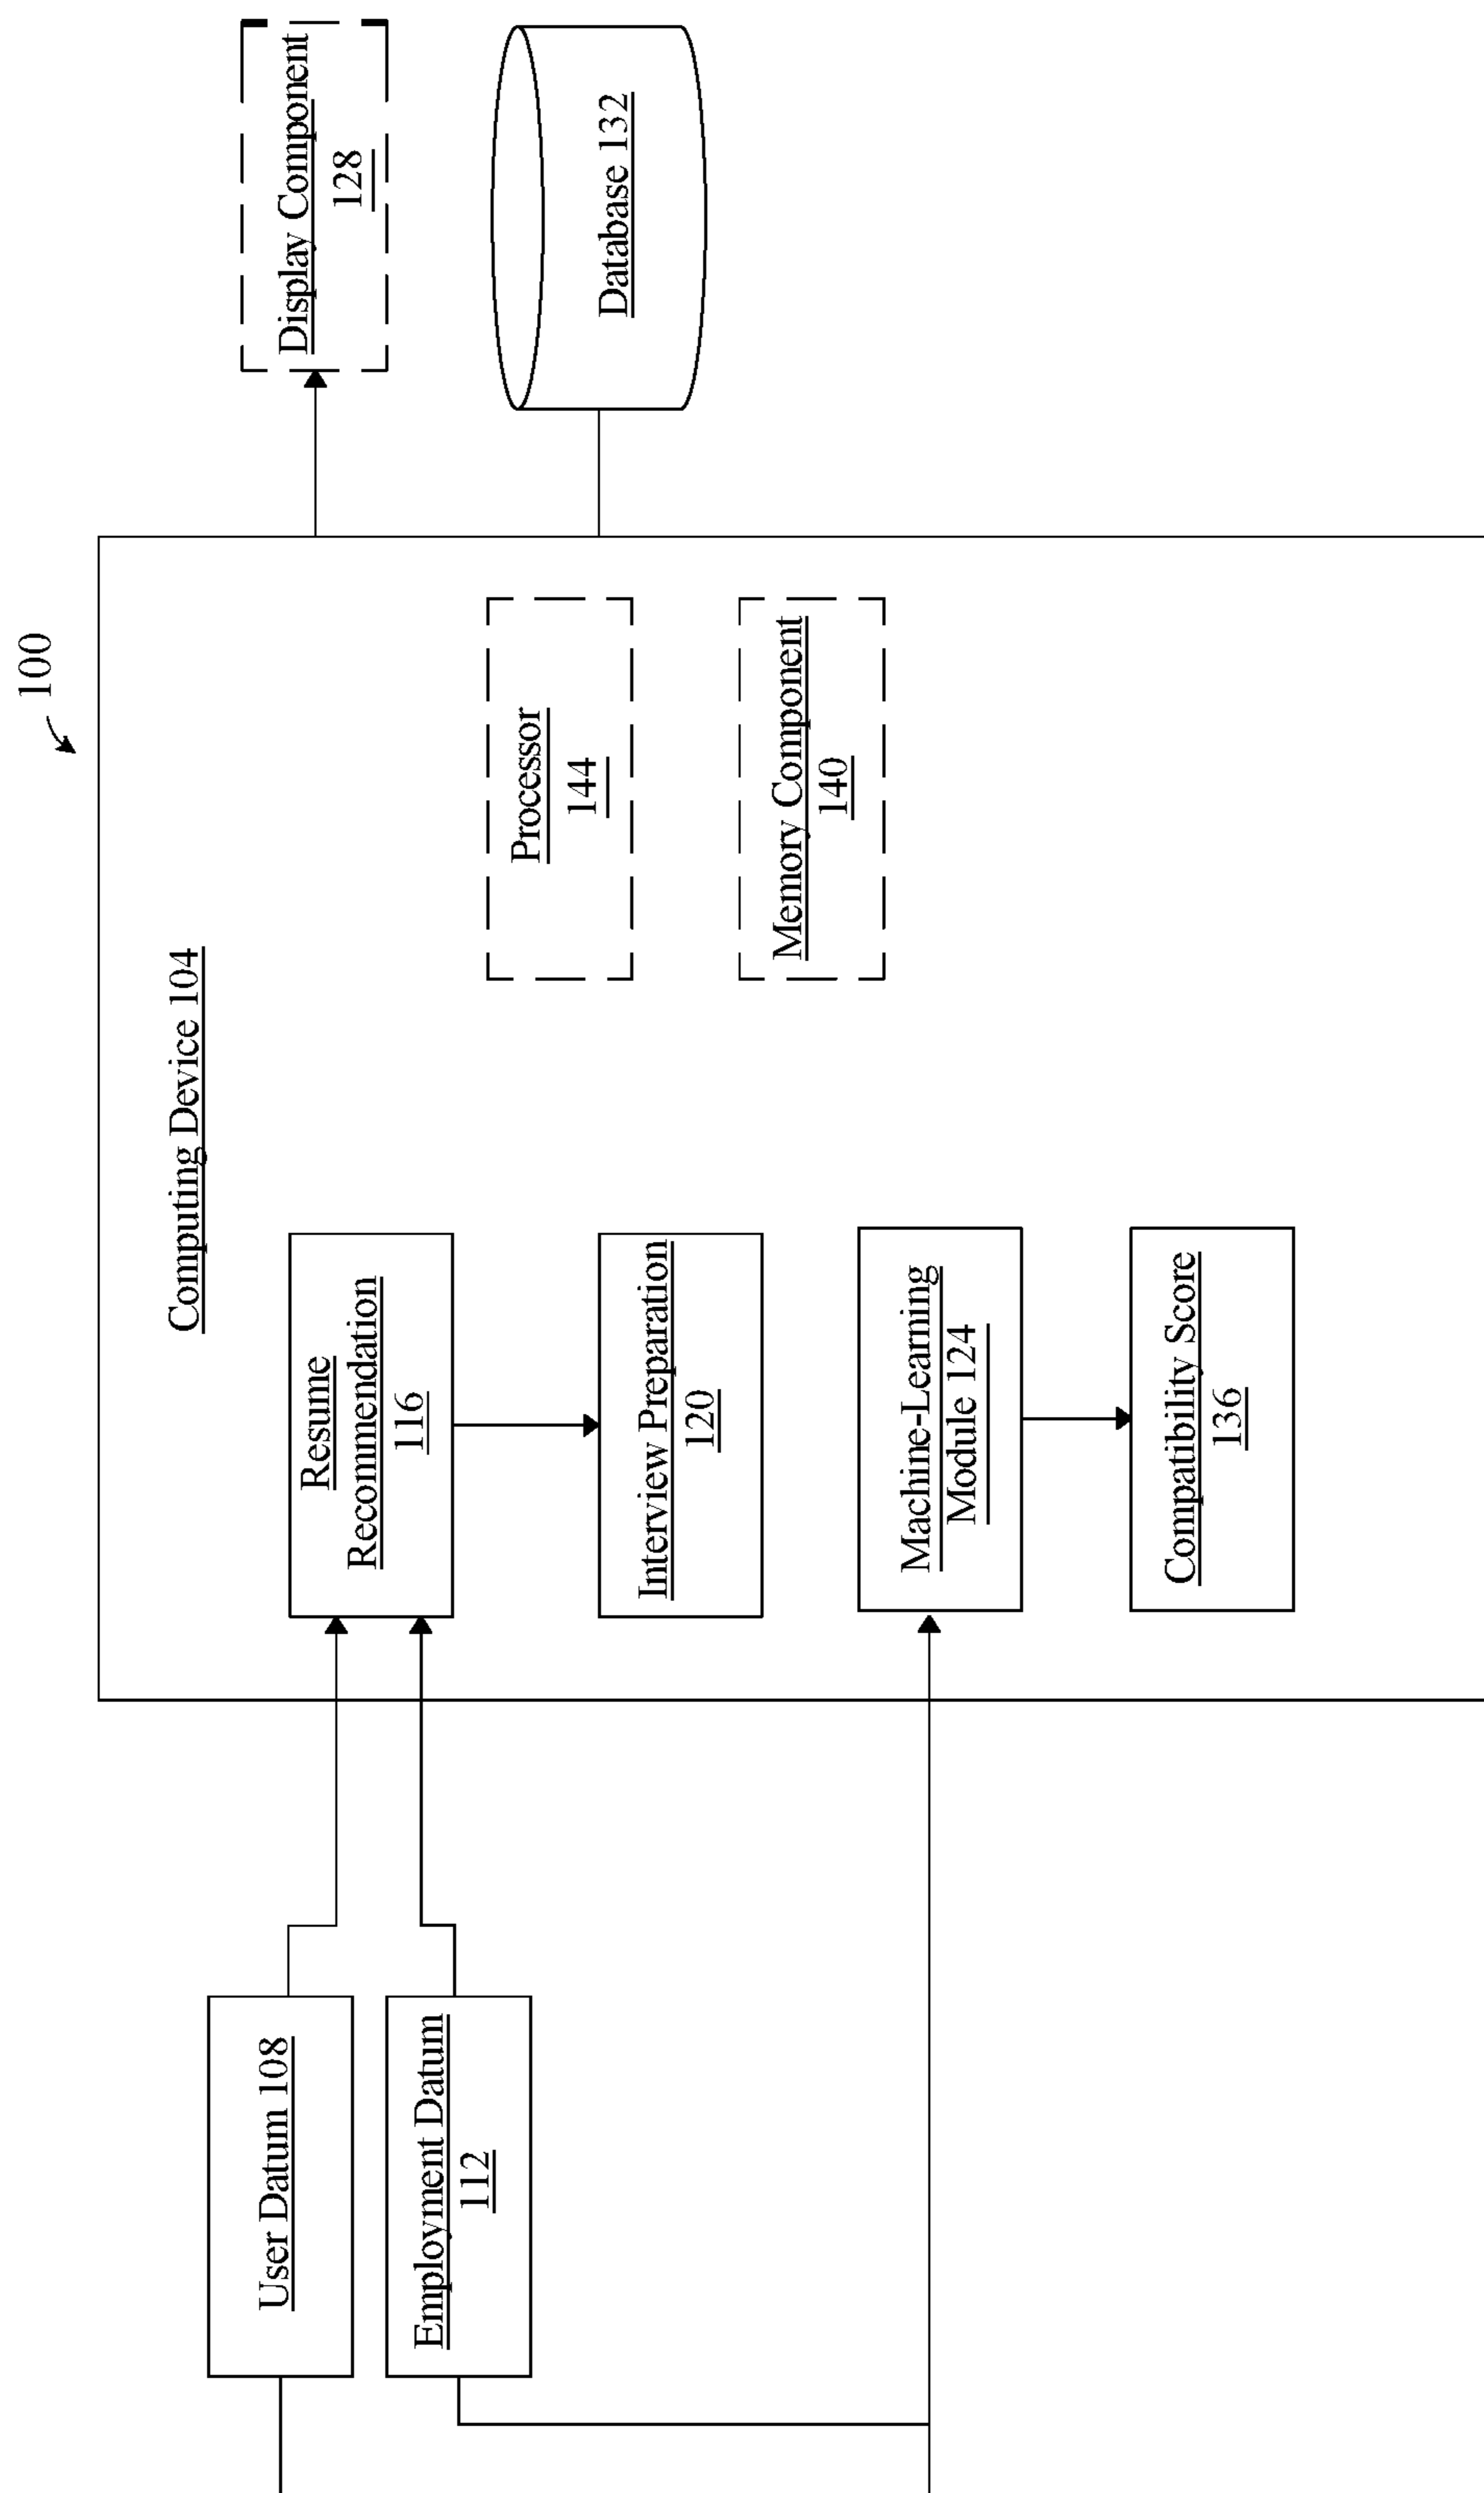 100
Computing Device 104
User Datum 108
Employment Datum
112
Resume
Recommendation
116
Interview Preparation
120
Machine-Learning
Module 124
Compatibility Score
136
Processor
144
Memory Component
140
Display Component
128
Database 132